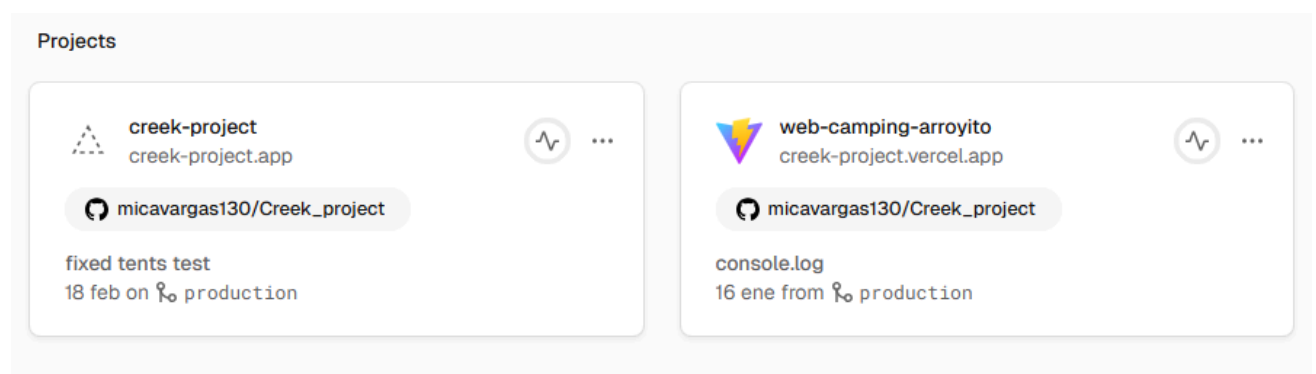 Projects
creek-project
creek-project.app
micavargas130/Creek_project
fixed tents test
18 feb on production
web-camping-arroyito
creek-project.vercel.app
micavargas130/Creek_project
console.log
16 ene from production